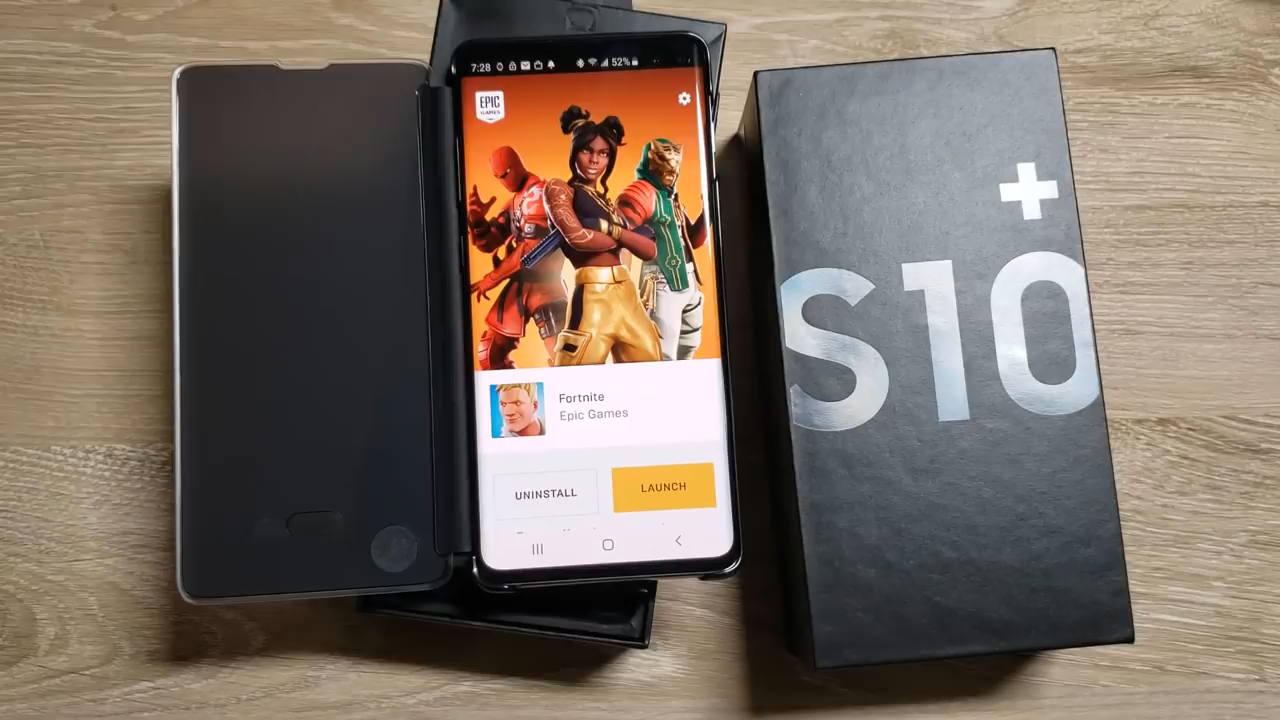 7:28
52%
EPIC
GAMES
Fortnite
Epic Games
UNINSTALL
LAUNCH
+
S10